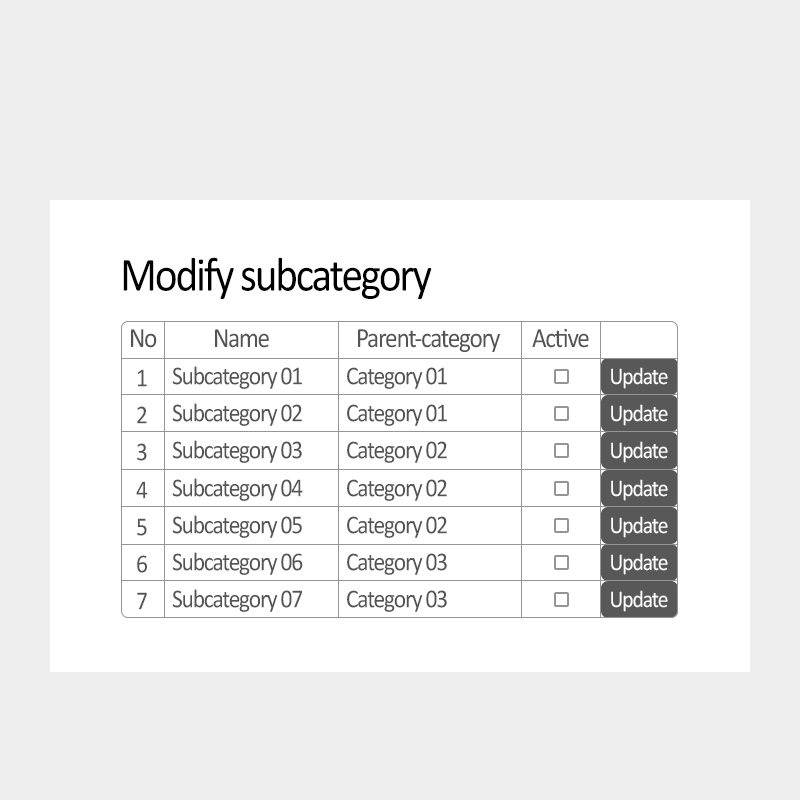 Modify subcategory
No Name Parent-category Active
1 Subcategory 01 Category 01 Update
2 Subcategory 02 Category 01 Update
3 Subcategory 03 Category 02 Update
4 Subcategory 04 Category 02 Update
5 Subcategory 05 Category 02 Update
6 Subcategory 06 Category 03 Update
7 Subcategory 07 Category 03 Update